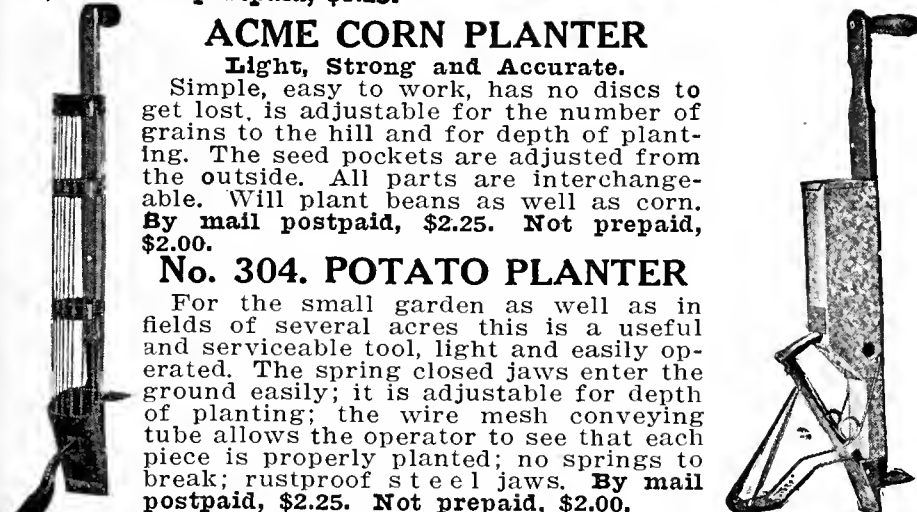 postpaid,
ACME CORN PLANTER
Light, Strong and Accurate.
Simple, easy to work, has no discs to
get lost, is adjustable for the number of
grains to the hill and for depth of plant-
ing. The seed pockets are adjusted from
the outside. All parts are interchange-
able. Will plant beans as well as corn.
By mail postpaid, $2.25. Not prepaid,
$2.00.
No. 304. POTATO PLANTER
For the small garden as well as in
fields of several acres this is a useful
and serviceable tool, light and easily op-
erated. The spring closed jaws enter the
ground easily; it is adjustable for depth
of planting; the wire mesh conveying
tube allows the operator to see that each
piece is properly planted; no springs to
break; rustproof steel jaws. By mail
postpaid, $2.25. Not prepaid, $2.00.